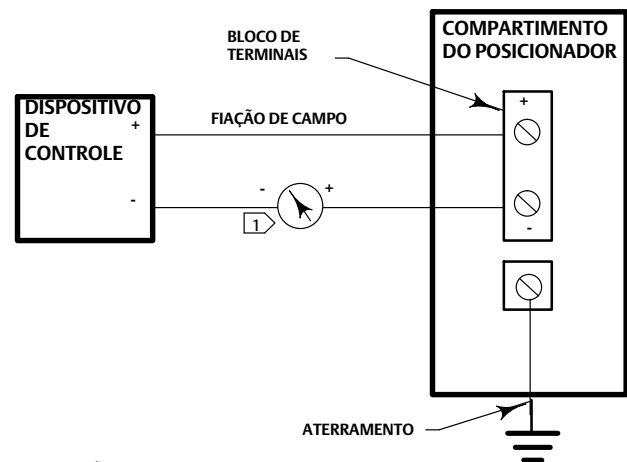 COMPARTIMENTO
DO POSICIONADOR
BLOCO DE
TERMINAIS
+
DISPOSITIVO
DE
CONTROLE
+
FIAÇÃO DE CAMPO
-
-
+
1
-
ATERRAMENTO